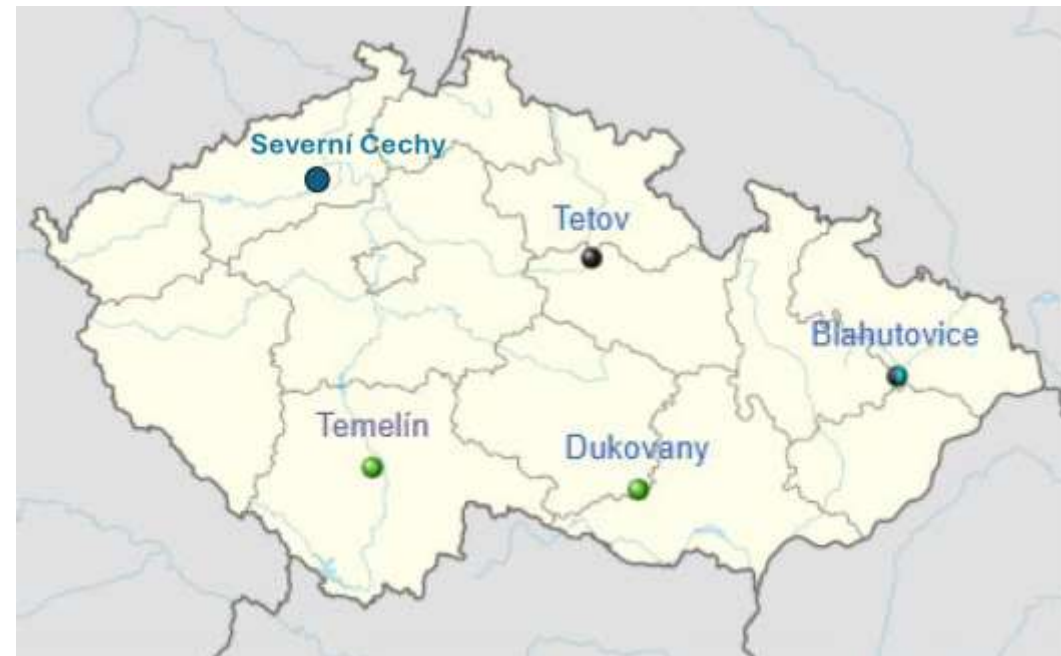 Severní Čechy
Tetov
Blahutovice
Temelín
Dukovany